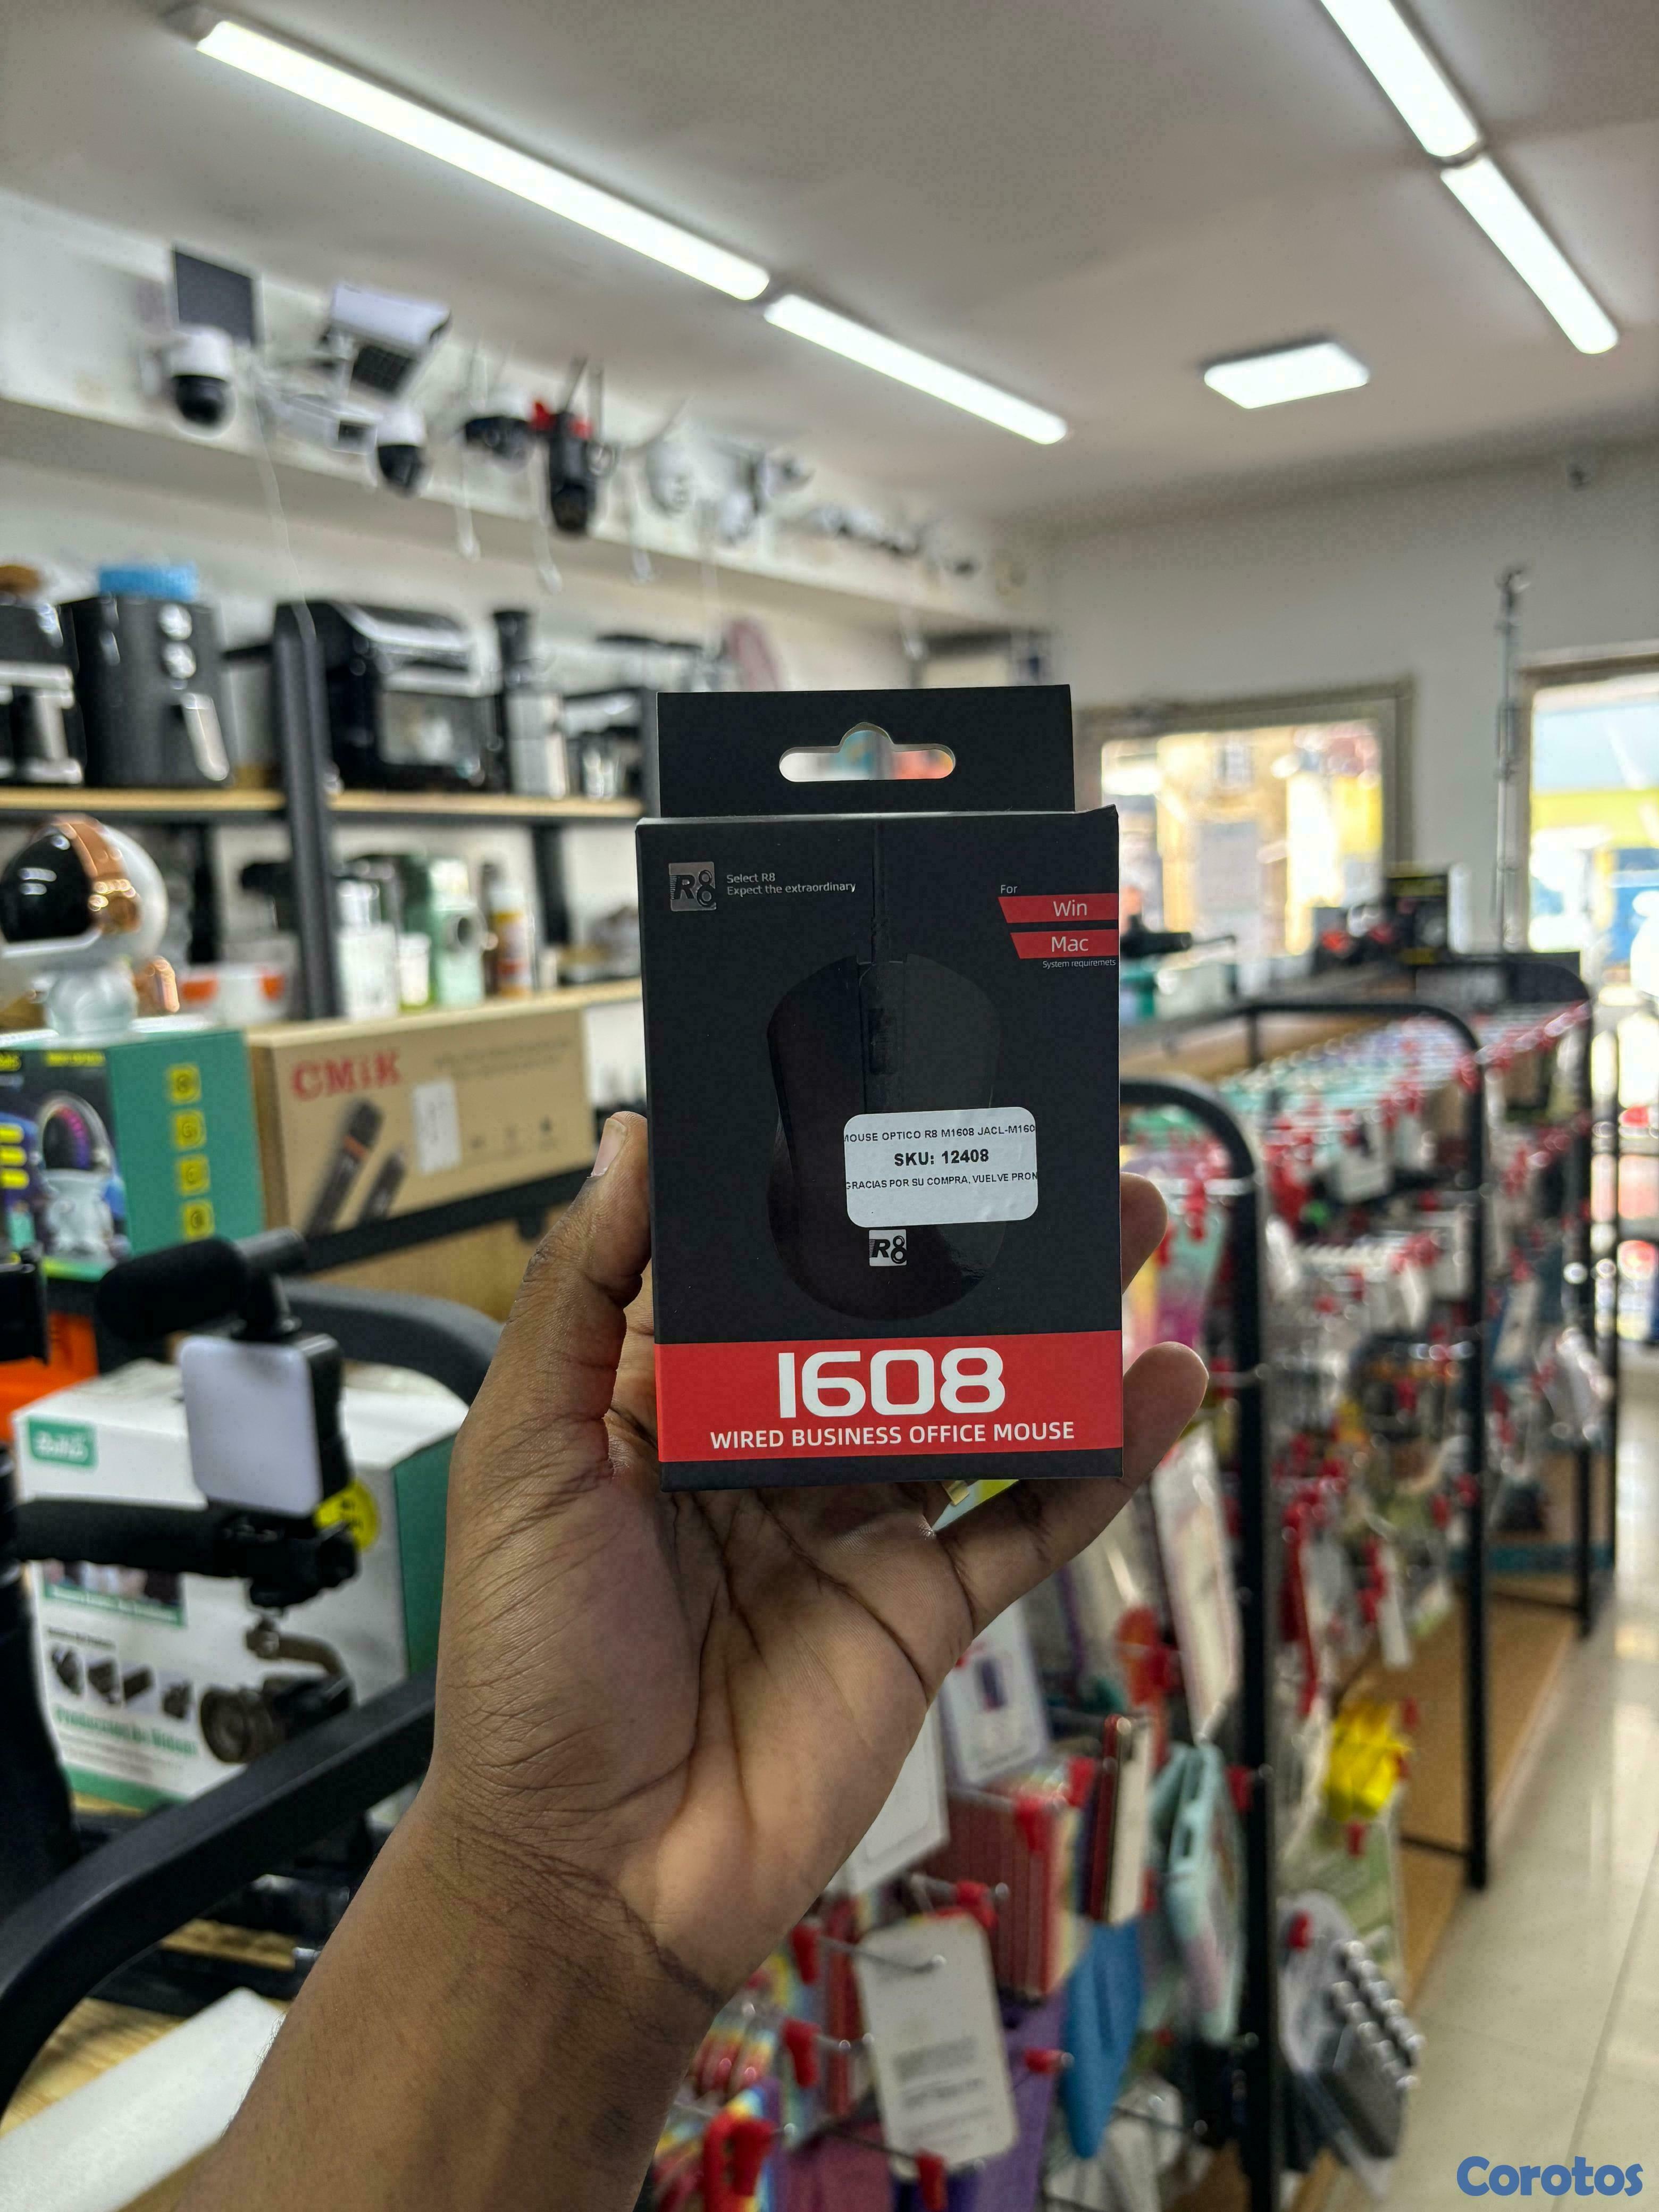 R8
Select R8
Expect the extraordinary
For
Win
Mac
System requiremets
MOUSE OPTICO R8 M1608 JACL-M160
SKU: 12408
GRACIAS POR SU COMPRA, VUELVE PRON
R8
1608
WIRED BUSINESS OFFICE MOUSE
CMiK
Corotos